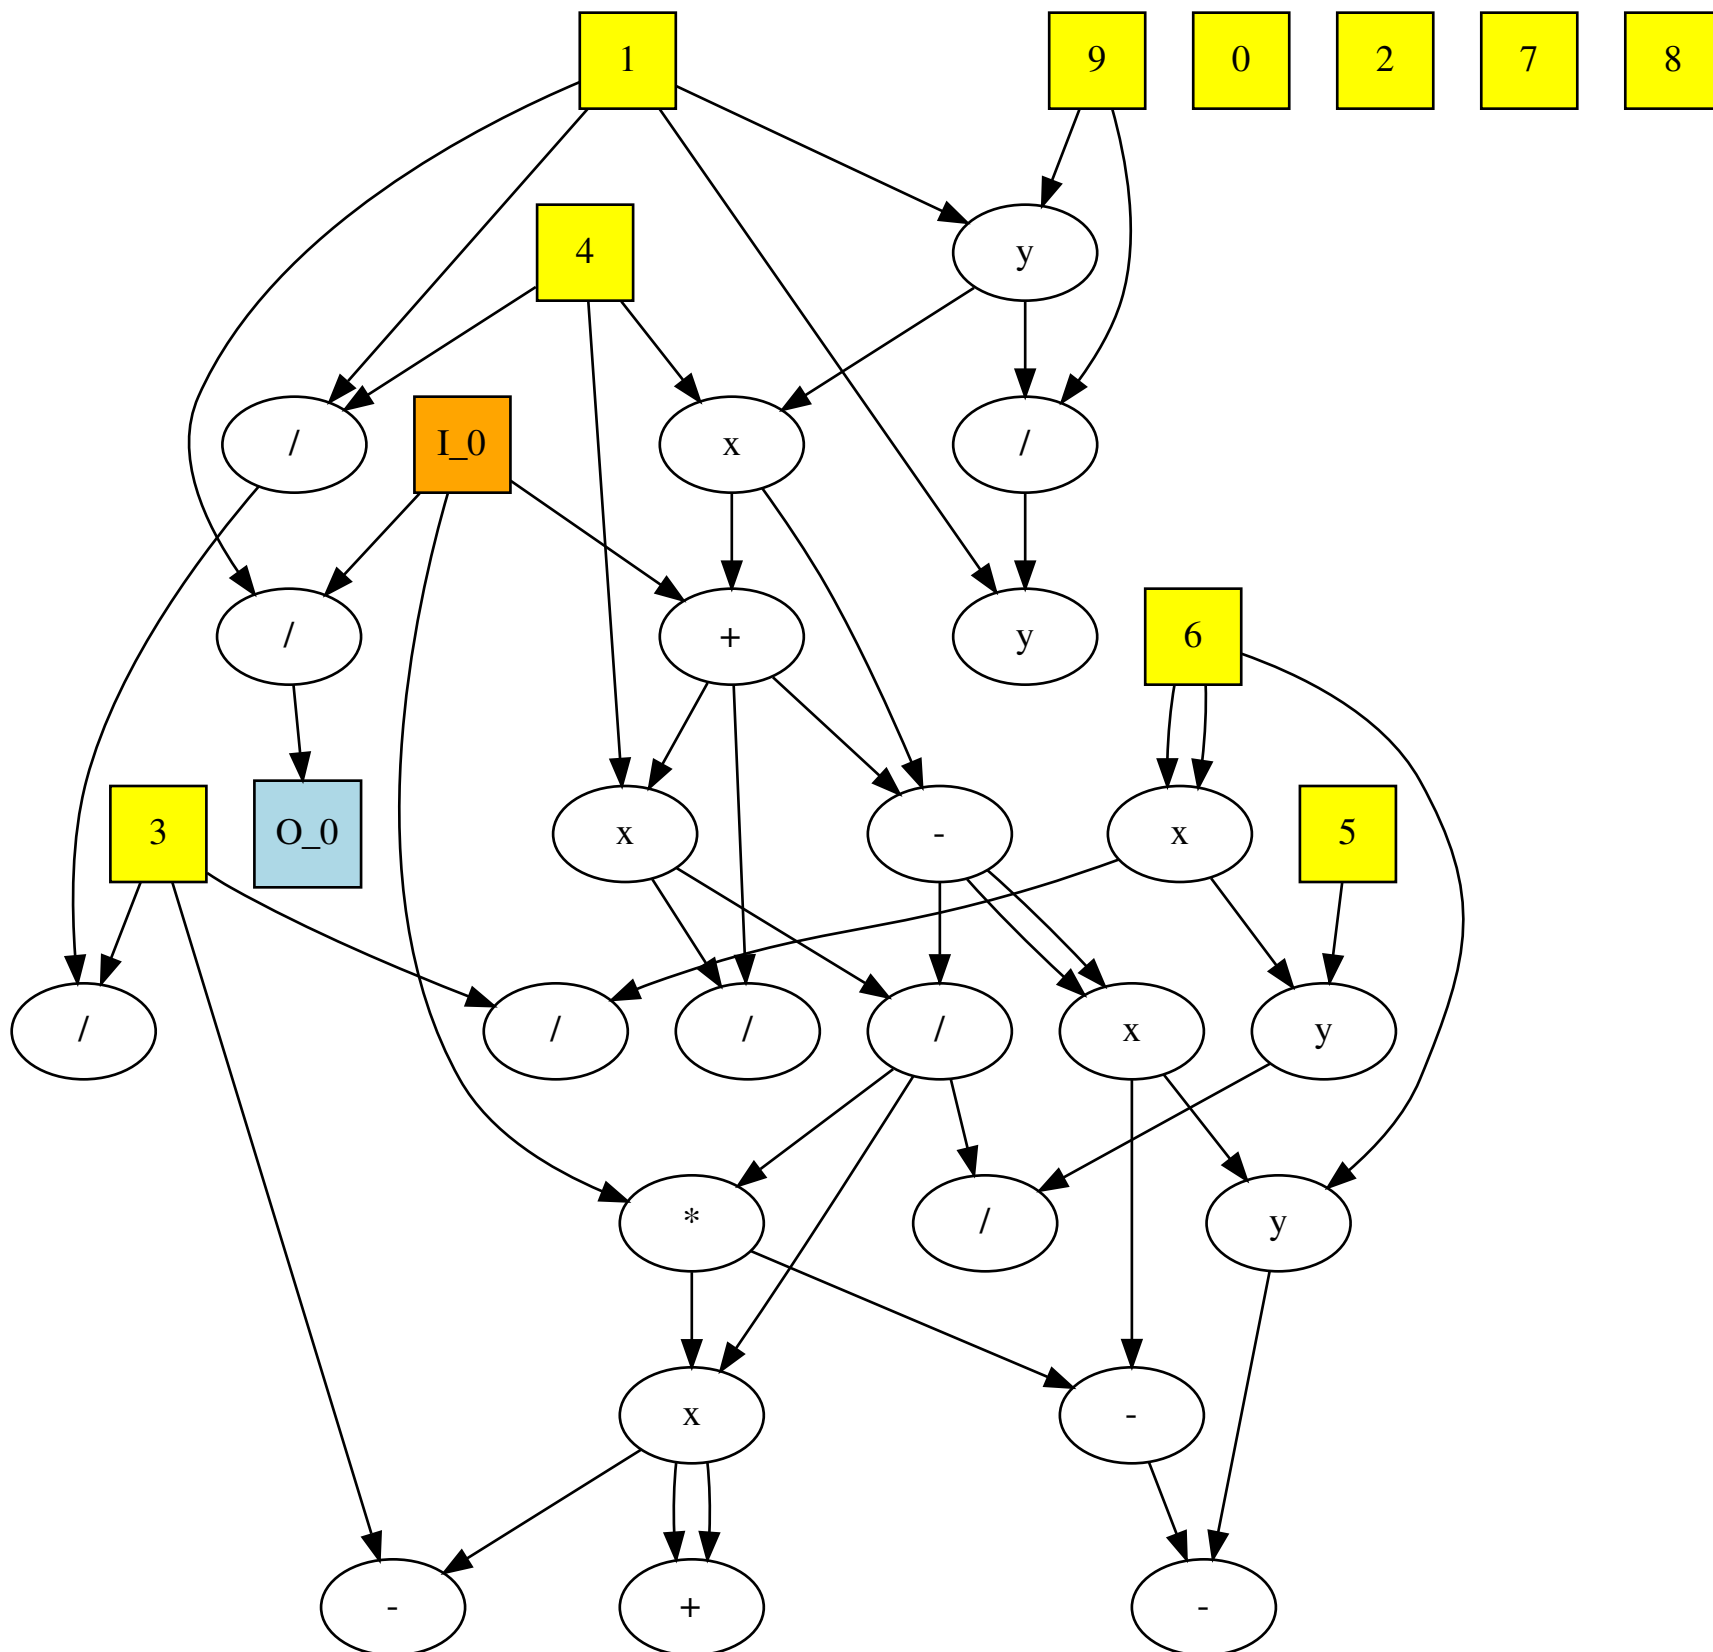 1 9 0 2 7 8
4 y
/ I_0 x /
/ + y 6
3 O_0 x - x 5
/ / / / x y
* / y
x -
- + -